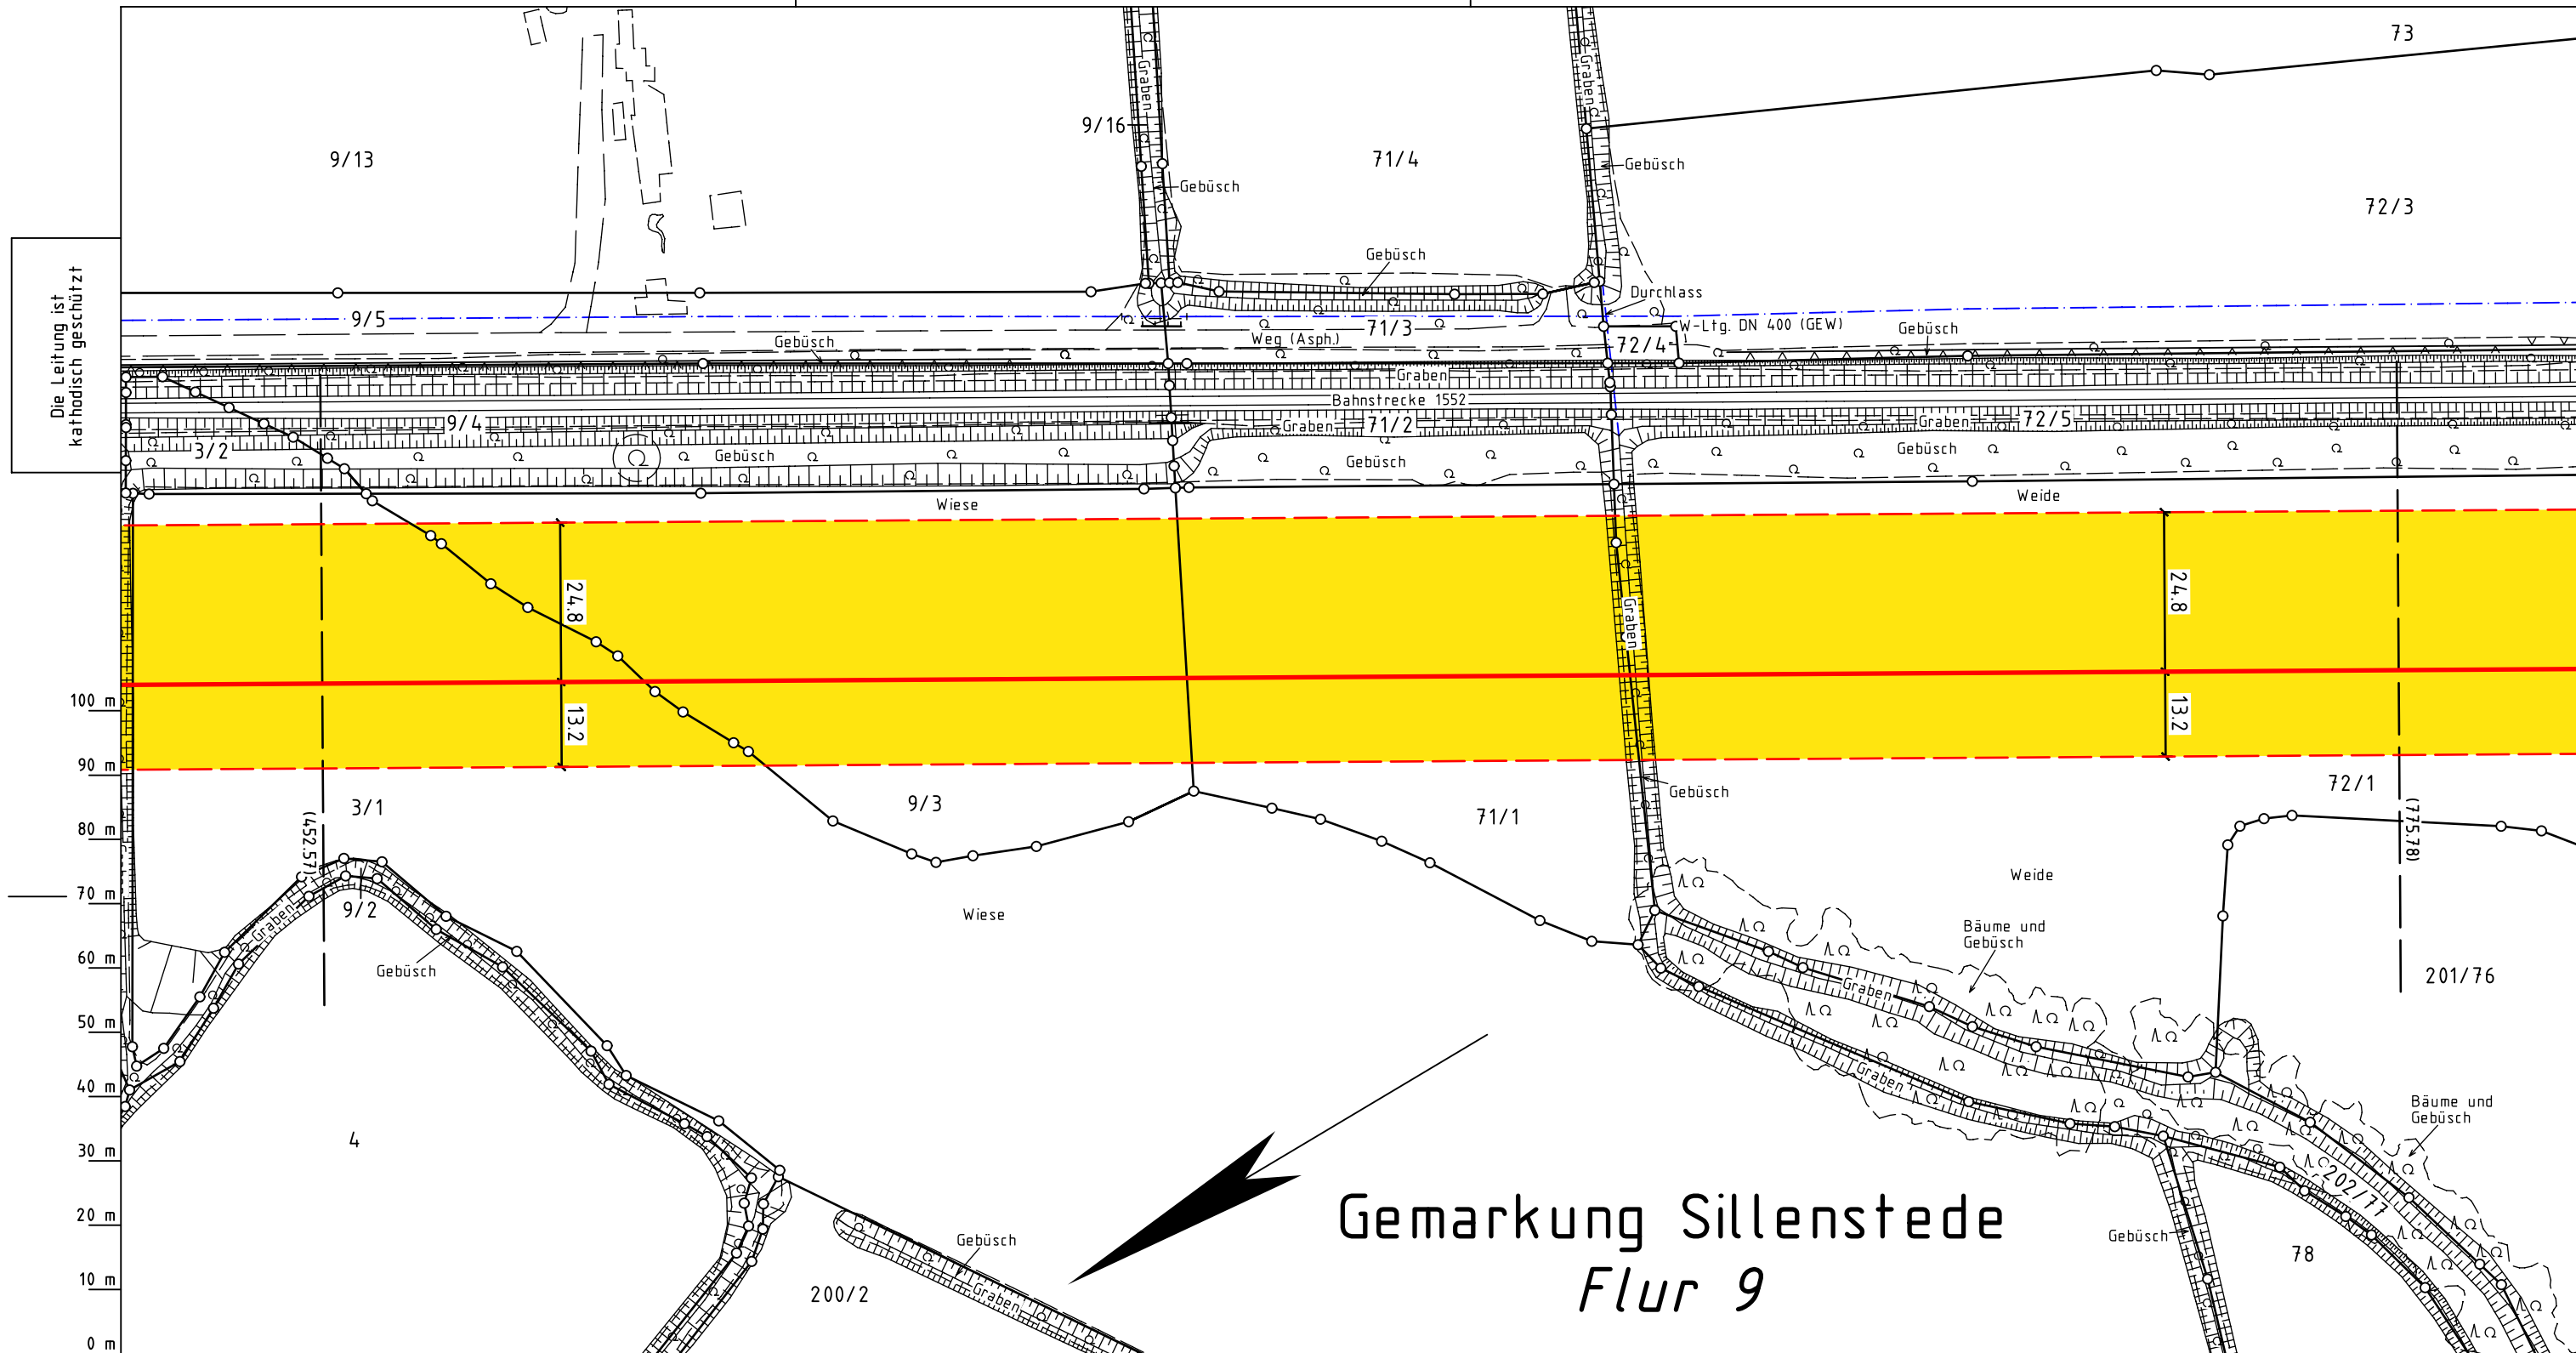 73
Graben
Graben
9/16
9/13
71/4
Gebüsch
Gebüsch
72/3
Die Leitung ist
kathodisch geschützt
Gebüsch
Durchlass
9/5
71/3
W-Ltg. DN 400 (GEW)
Gebüsch
Gebüsch
Weg (Asph.)
72/4
Graben
Bahnstrecke 1552
9/4
Graben
71/2
Graben
72/5
3/2
Gebüsch
Gebüsch
Gebüsch
Wiese
Weide
24.8
24.8
Graben
100 m
13.2
13.2
90 m
3/1
9/3
Gebüsch
72/1
71/1
80 m
(452.57)
(775.78)
70 m
9/2
Graben
Wiese
Weide
Bäume und
Gebüsch
60 m
Gebüsch
201/76
Graben
50 m
40 m
Graben
Bäume und
Gebüsch
30 m
4
202/77
20 m
Gebüsch
Gemarkung Sillenstede
Gebüsch
78
10 m
200/2
Graben
Flur 9
0 m